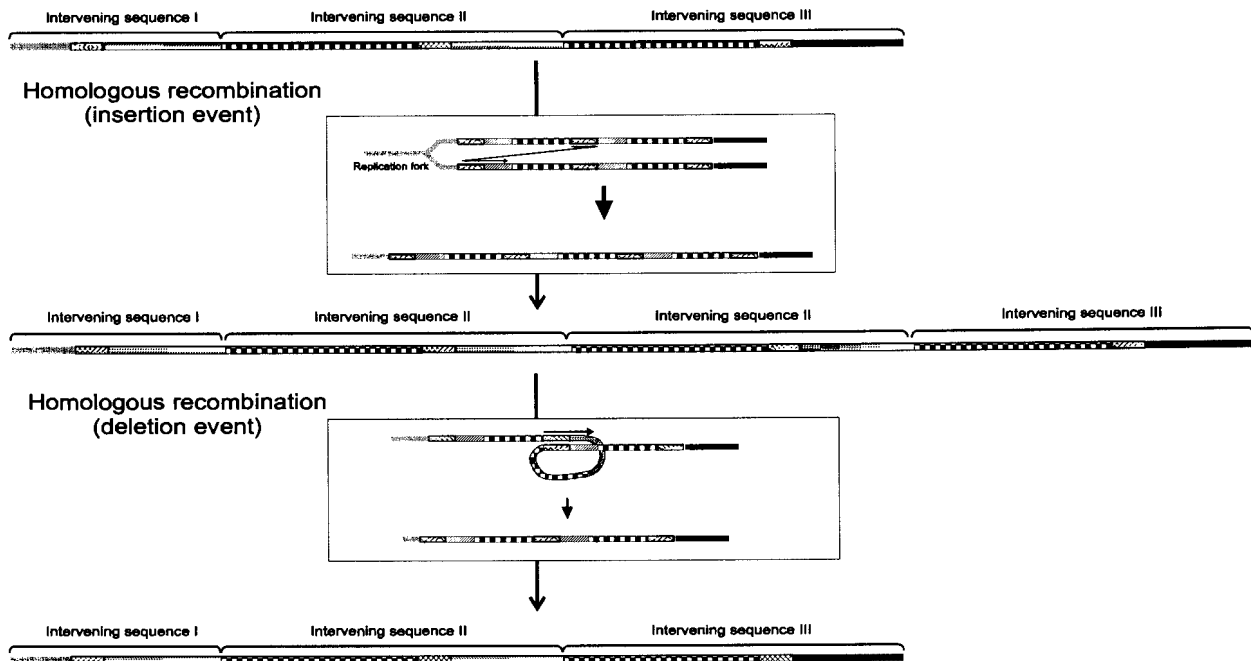 Intervening sequence I Intervening sequence II Intervening sequence III
Homologous recombination
(insertion event)
Replication fork
Intervening sequence I Intervening sequence II Intervening sequence II Intervening sequence III
Homologous recombination
(deletion event)
Intervening sequence I Intervening sequence II Intervening sequence III